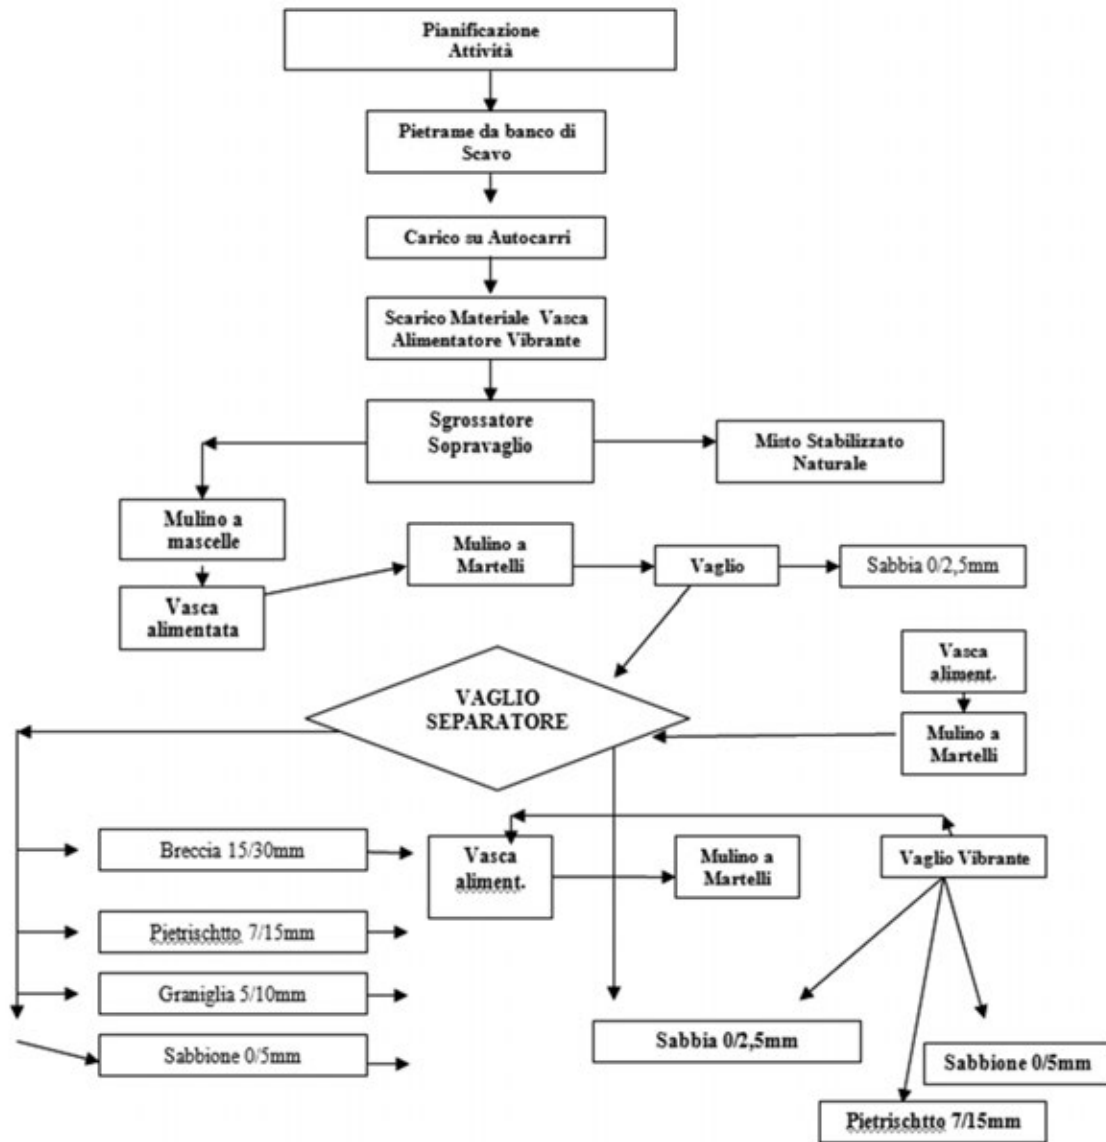 Pianificazione
Attività
Pietrame da banco di
Scavo
Carico su Autocarri
Scarico Materiale Vasca
Alimentatore Vibrante
Sgrossatore
Sopravaglio
Misto Stabilizzato
Naturale
Mulino a
mascelle
Mulino a
Martelli
Vaglio
Sabbia 0/2,5mm
Vasca
alimentata
Vasca
aliment.
VAGLIO
SEPARATORE
Mulino a
Martelli
Breccia 15/30mm
Vasca
aliment.
Mulino a
Martelli
Vaglio Vibrante
Pietrischtto 7/15mm
Graniglia 5/10mm
Sabbione 0/5mm
Sabbia 0/2,5mm
Sabbione 0/5mm
Pietrischtto 7/15mm